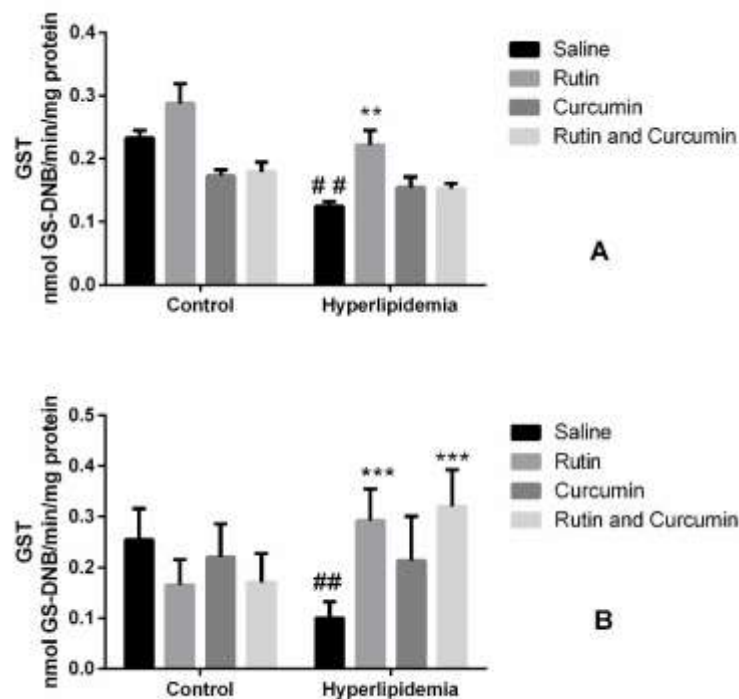 GST
nmol GS-DNB/min/mg protein
0.4
0.3
0.2
0.1
0.0
# #
**
Control
Hyperlipidemia
Saline
Rutin
Curcumin
Rutin and Curcumin
A
GST
nmol GS-DNB/min/mg protein
0.5
0.4
0.3
0.2
0.1
0.0
##
***
***
Control
Hyperlipidemia
Saline
Rutin
Curcumin
Rutin and Curcumin
B